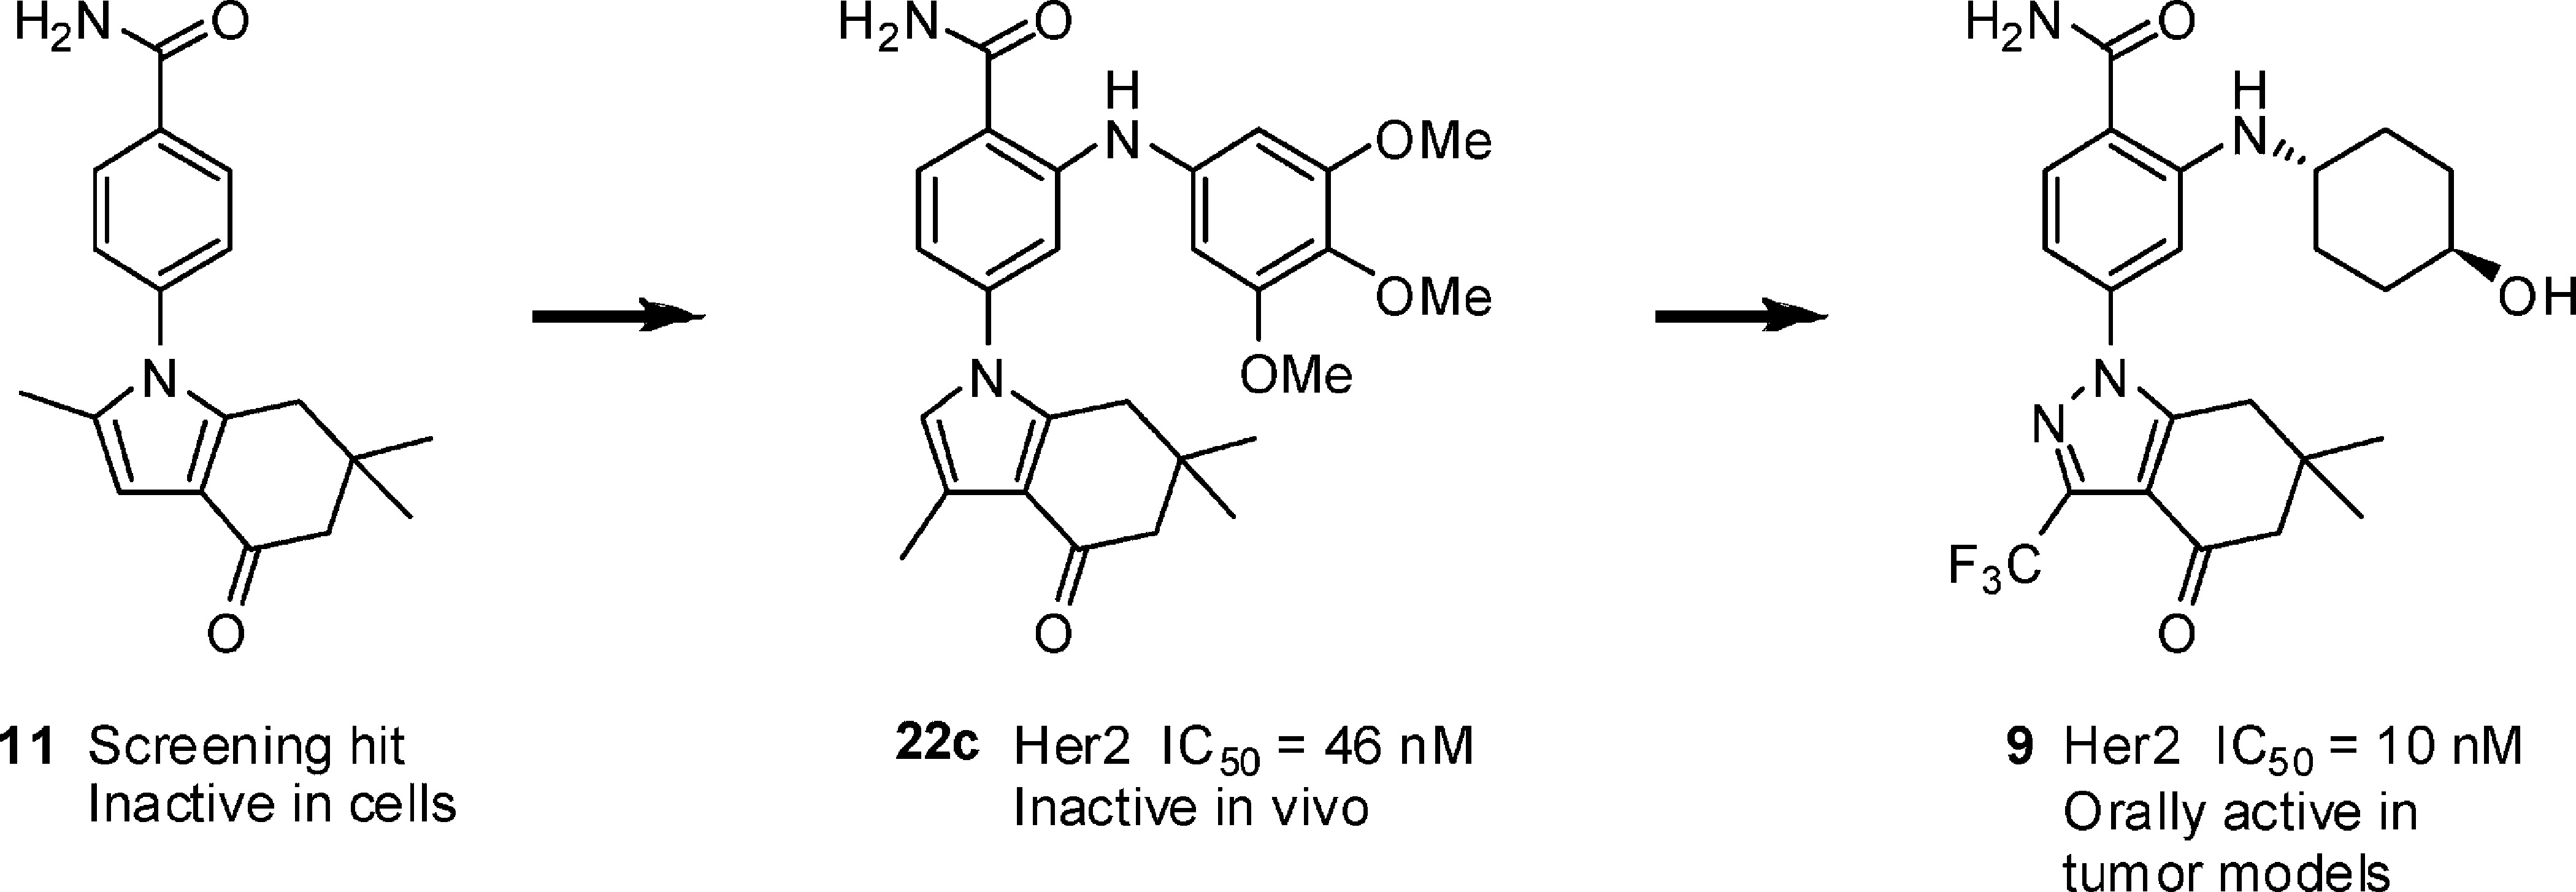 H₂N O
H
N OMe
OMe
OMe
N
O
H₂N O
N
O
H₂N O
H
N
OH
N
N
F₃C
O
11 Screening hit
Inactive in cells
22c Her2 IC₅₀ = 46 nM
Inactive in vivo
9 Her2 IC₅₀ = 10 nM
Orally active in
tumor models